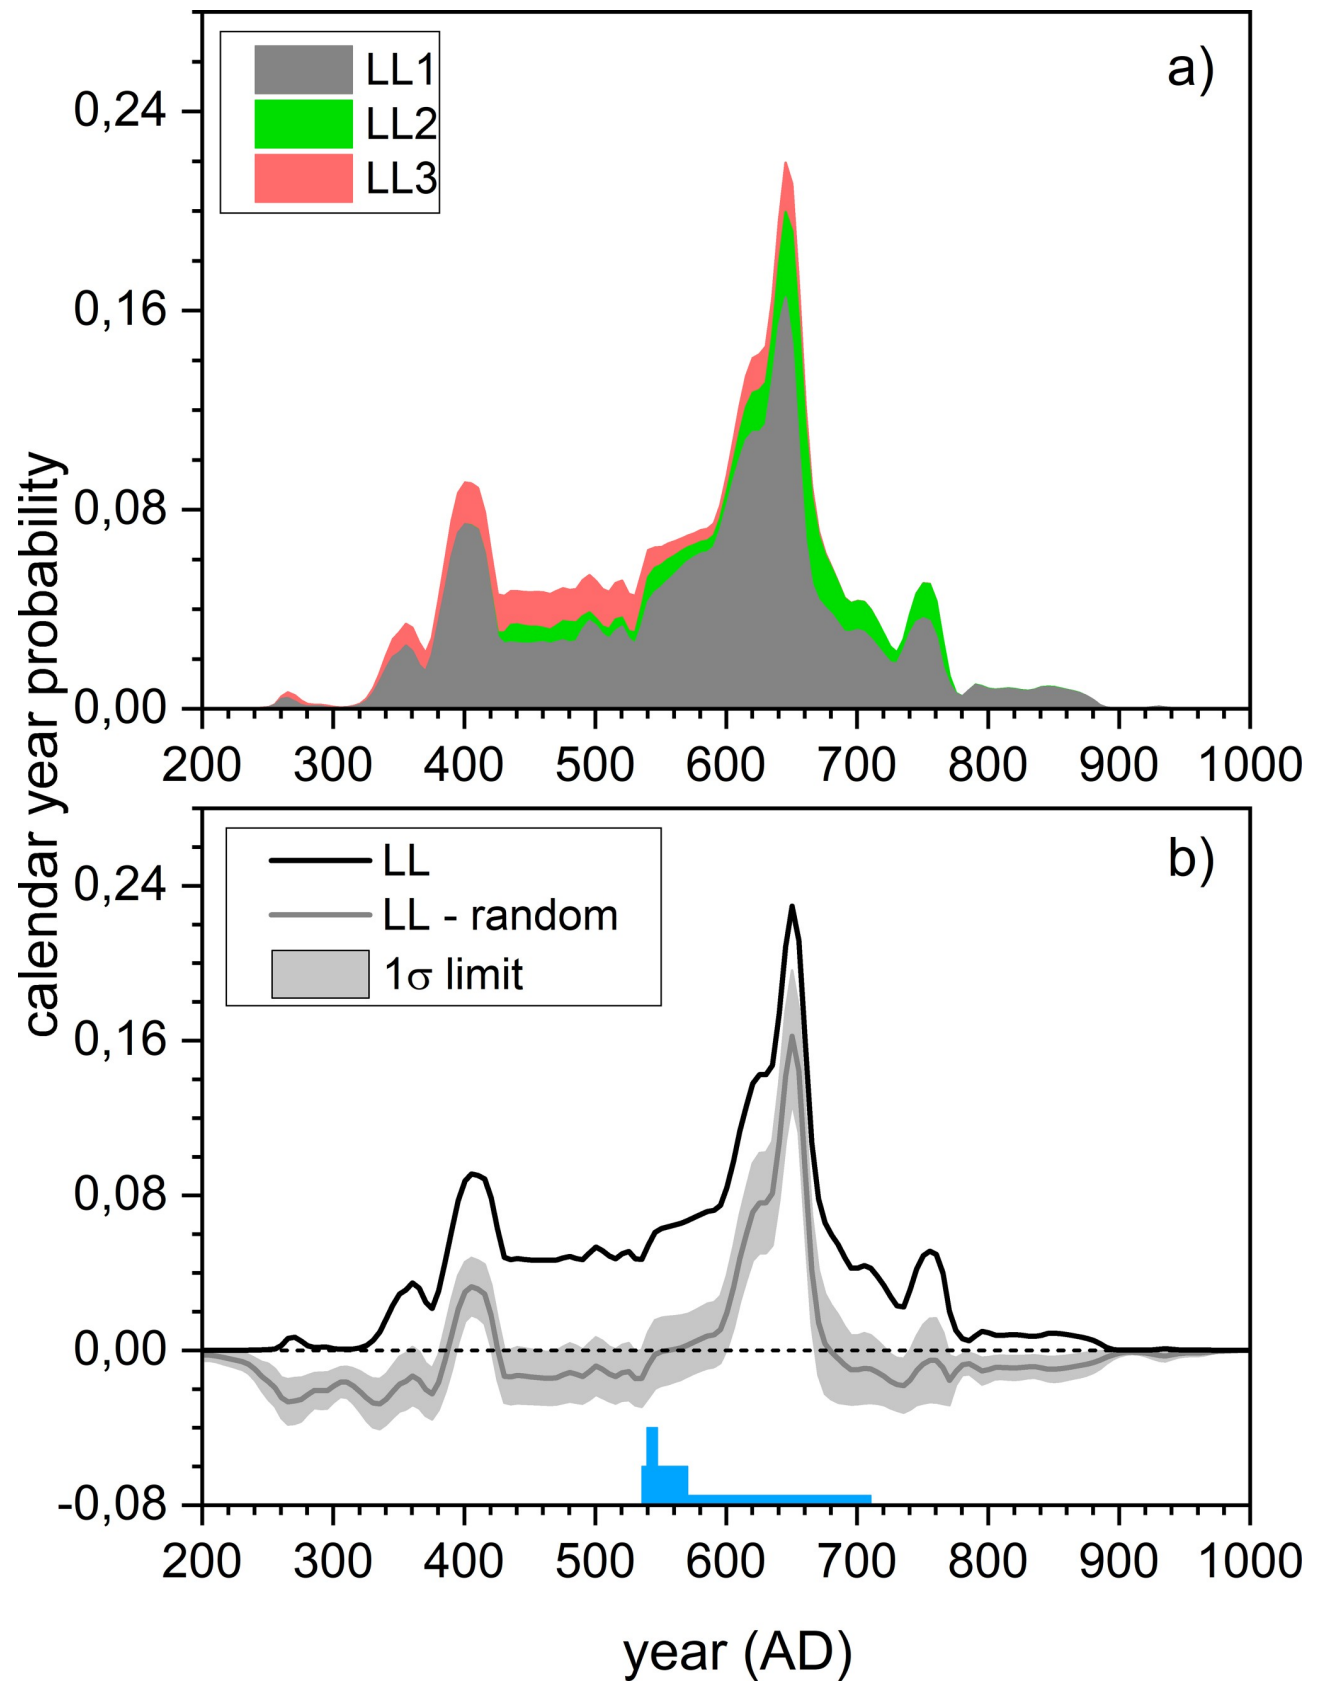 a)
LL1
LL2
LL3
0,24
0,16
0,08
0,00
200 300 400 500 600 700 800 900 1000
calendar year probability
b)
LL
LL - random
1σ limit
0,24
0,16
0,08
0,00
-0,08
200 300 400 500 600 700 800 900 1000
year (AD)